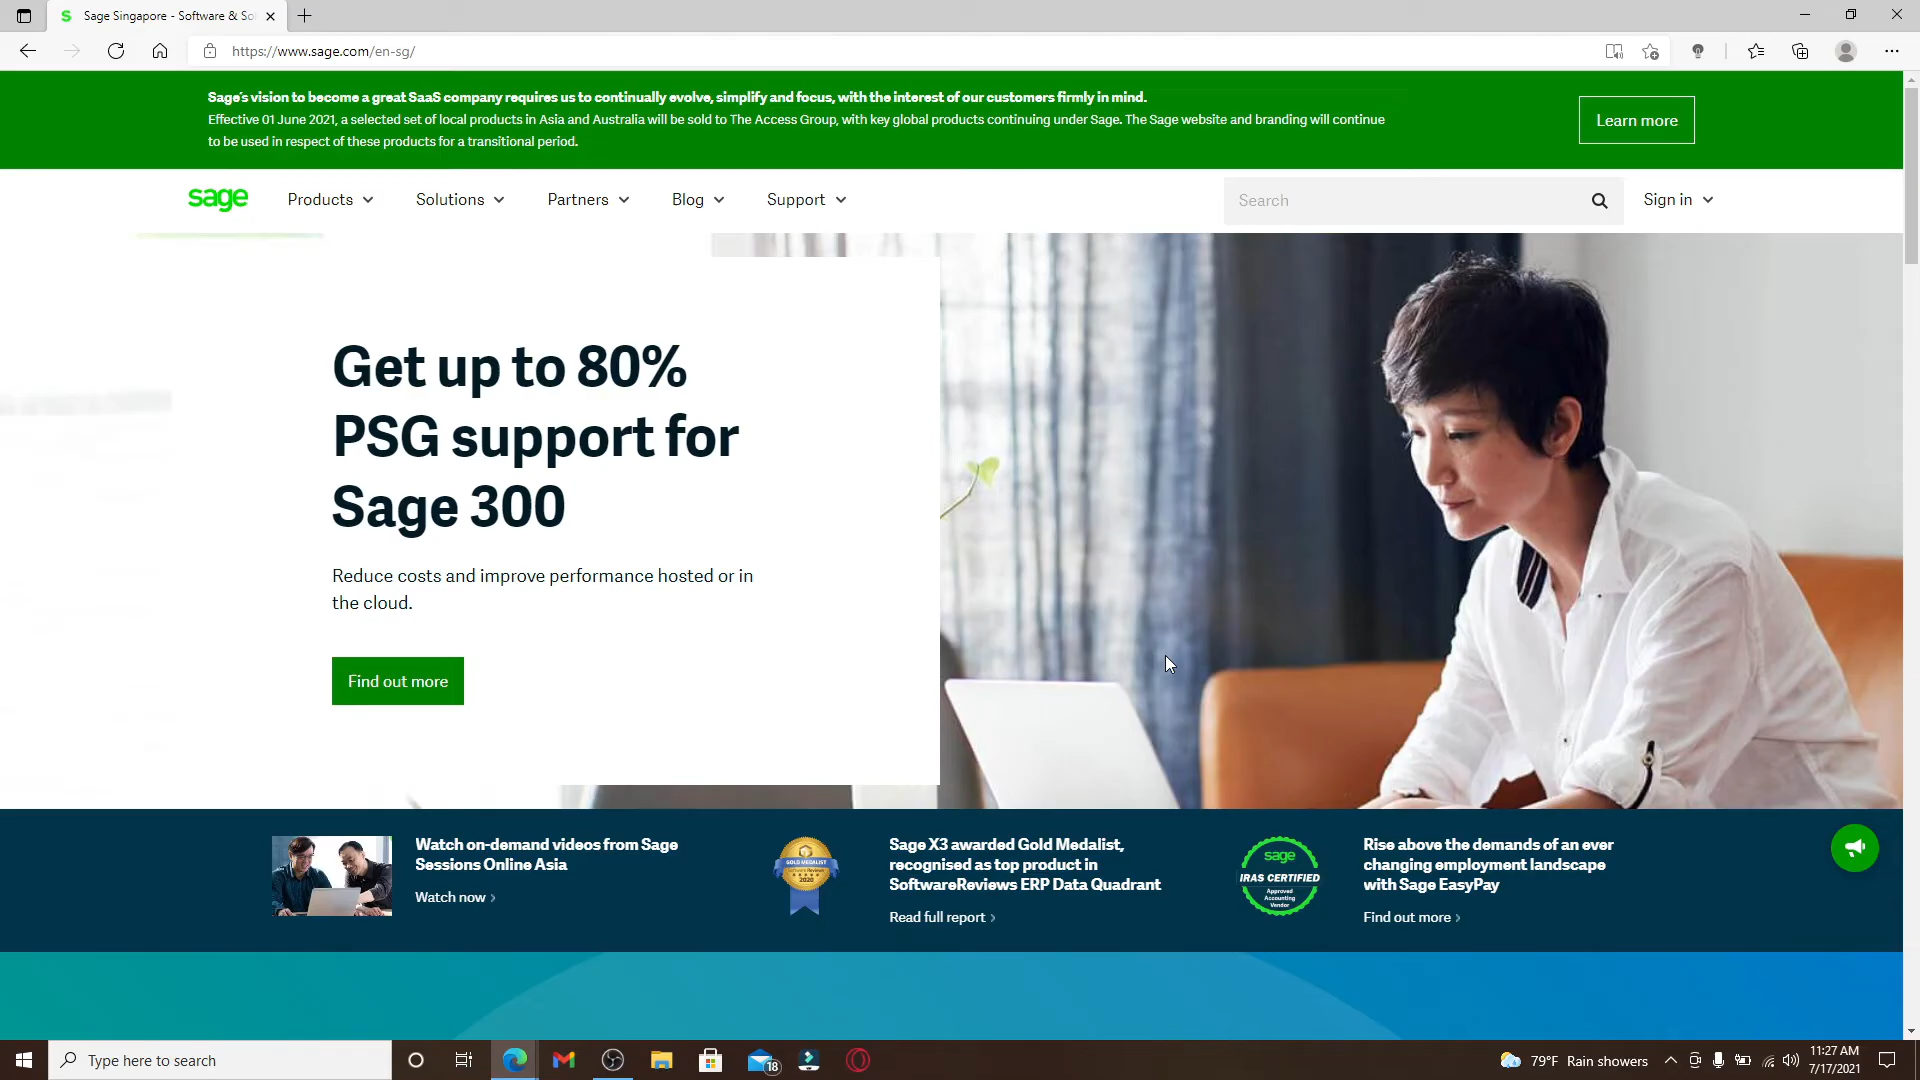 Sage Singapore - Software & So
https://www.sage.com/en-sg/
Sage's vision to become a great SaaS company requires us to continually evolve, simplify and focus, with the interest of our customers firmly in mind.
Effective 01 June 2021, a selected set of local products in Asia and Australia will be sold to The Access Group, with key global products continuing under Sage. The Sage website and branding will continue
to be used in respect of these products for a transitional period.
Learn more
sage
Products
Solutions
Partners
Blog
Support
Search
Sign in
Get up to 80%
PSG support for
Sage 300
Reduce costs and improve performance hosted or in
the cloud.
Find out more
Watch on-demand videos from Sage
Sessions Online Asia
Watch now ›
GOLD MEDALIST
SoftwareReviews
2020
Sage X3 awarded Gold Medalist,
recognised as top product in
SoftwareReviews ERP Data Quadrant
Read full report ›
sage
IRAS CERTIFIED
Approved
Accounting
Vendor
Rise above the demands of an ever
changing employment landscape
with Sage EasyPay
Find out more ›
Type here to search
18
79°F Rain showers
11:27 AM
7/17/2021